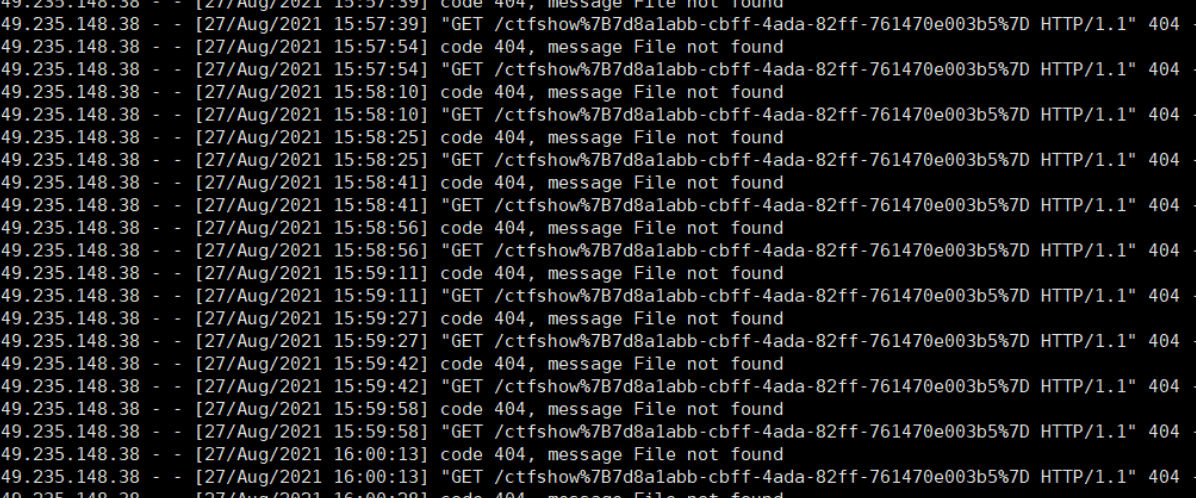 49.235.148.38 - - [27/Aug/2021 15:57:39] code 404, message File not found
49.235.148.38 - - [27/Aug/2021 15:57:39] "GET /ctfshow%7B7d8a1abb-cbff-4ada-82ff-761470e003b5%7D HTTP/1.1" 404 -
49.235.148.38 - - [27/Aug/2021 15:57:54] code 404, message File not found
49.235.148.38 - - [27/Aug/2021 15:57:54] "GET /ctfshow%7B7d8a1abb-cbff-4ada-82ff-761470e003b5%7D HTTP/1.1" 404 -
49.235.148.38 - - [27/Aug/2021 15:58:10] code 404, message File not found
49.235.148.38 - - [27/Aug/2021 15:58:10] "GET /ctfshow%7B7d8a1abb-cbff-4ada-82ff-761470e003b5%7D HTTP/1.1" 404 -
49.235.148.38 - - [27/Aug/2021 15:58:25] code 404, message File not found
49.235.148.38 - - [27/Aug/2021 15:58:25] "GET /ctfshow%7B7d8a1abb-cbff-4ada-82ff-761470e003b5%7D HTTP/1.1" 404 -
49.235.148.38 - - [27/Aug/2021 15:58:41] code 404, message File not found
49.235.148.38 - - [27/Aug/2021 15:58:41] "GET /ctfshow%7B7d8a1abb-cbff-4ada-82ff-761470e003b5%7D HTTP/1.1" 404 -
49.235.148.38 - - [27/Aug/2021 15:58:56] code 404, message File not found
49.235.148.38 - - [27/Aug/2021 15:58:56] "GET /ctfshow%7B7d8a1abb-cbff-4ada-82ff-761470e003b5%7D HTTP/1.1" 404 -
49.235.148.38 - - [27/Aug/2021 15:59:11] code 404, message File not found
49.235.148.38 - - [27/Aug/2021 15:59:11] "GET /ctfshow%7B7d8a1abb-cbff-4ada-82ff-761470e003b5%7D HTTP/1.1" 404 -
49.235.148.38 - - [27/Aug/2021 15:59:27] code 404, message File not found
49.235.148.38 - - [27/Aug/2021 15:59:27] "GET /ctfshow%7B7d8a1abb-cbff-4ada-82ff-761470e003b5%7D HTTP/1.1" 404 -
49.235.148.38 - - [27/Aug/2021 15:59:42] code 404, message File not found
49.235.148.38 - - [27/Aug/2021 15:59:42] "GET /ctfshow%7B7d8a1abb-cbff-4ada-82ff-761470e003b5%7D HTTP/1.1" 404 -
49.235.148.38 - - [27/Aug/2021 15:59:58] code 404, message File not found
49.235.148.38 - - [27/Aug/2021 15:59:58] "GET /ctfshow%7B7d8a1abb-cbff-4ada-82ff-761470e003b5%7D HTTP/1.1" 404 -
49.235.148.38 - - [27/Aug/2021 16:00:13] code 404, message File not found
49.235.148.38 - - [27/Aug/2021 16:00:13] "GET /ctfshow%7B7d8a1abb-cbff-4ada-82ff-761470e003b5%7D HTTP/1.1" 404 -
49.235.148.38 - - [27/Aug/2021 16:00:28] code 404, message File not found